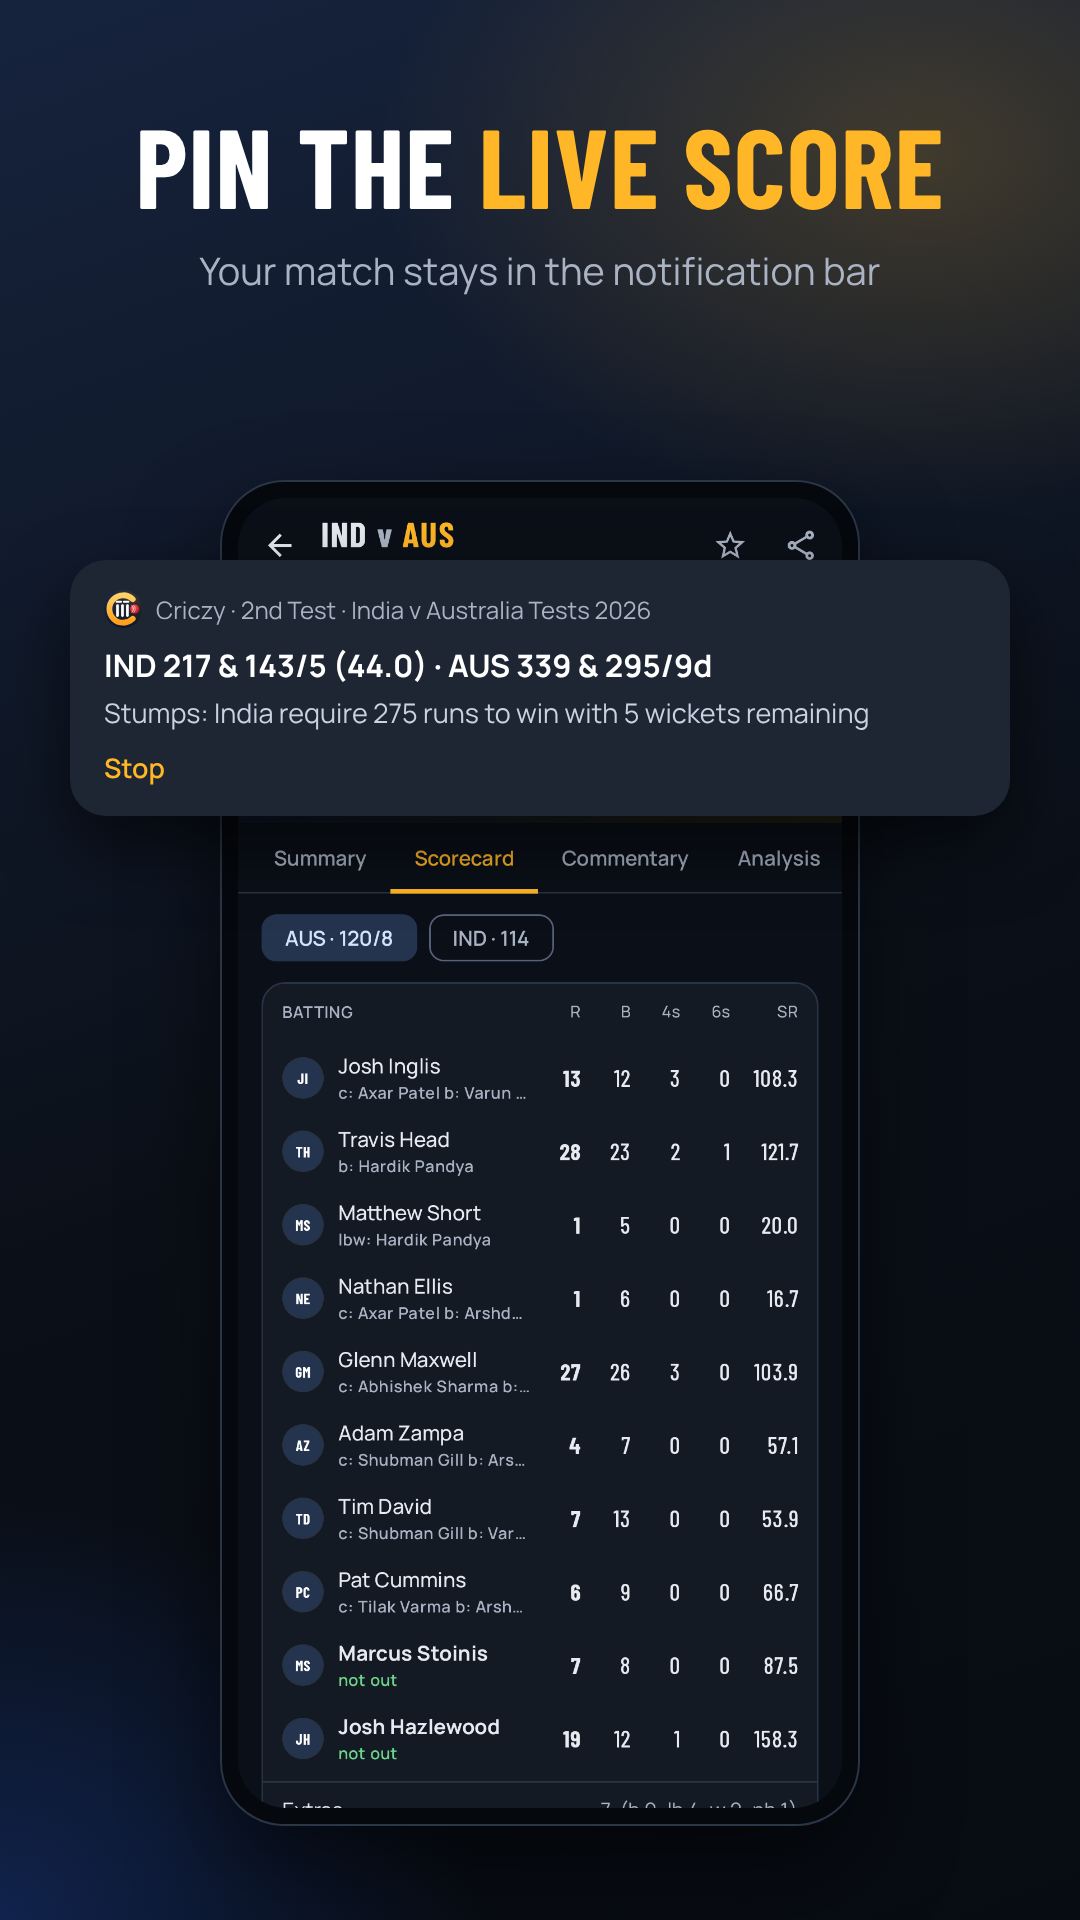 PIN THE LIVE SCORE
Your match stays in the notification bar
IND v AUS
Criczy · 2nd Test · India v Australia Tests 2026
IND 217 & 143/5 (44.0) · AUS 339 & 295/9d
Stumps: India require 275 runs to win with 5 wickets remaining
Stop
Summary Scorecard Commentary Analysis
AUS · 120/8 IND · 114
BATTING R B 4s 6s SR
JI Josh Inglis 13 12 3 0 108.3
c: Axar Patel b: Varun ...
TH Travis Head 28 23 2 1 121.7
b: Hardik Pandya
MS Matthew Short 1 5 0 0 20.0
lbw: Hardik Pandya
NE Nathan Ellis 1 6 0 0 16.7
c: Axar Patel b: Arshd...
GM Glenn Maxwell 27 26 3 0 103.9
c: Abhishek Sharma b:...
AZ Adam Zampa 4 7 0 0 57.1
c: Shubman Gill b: Ars...
TD Tim David 7 13 0 0 53.9
c: Shubman Gill b: Var...
PC Pat Cummins 6 9 0 0 66.7
c: Tilak Varma b: Arsh...
MS Marcus Stoinis 7 8 0 0 87.5
not out
JH Josh Hazlewood 19 12 1 0 158.3
not out
Extras